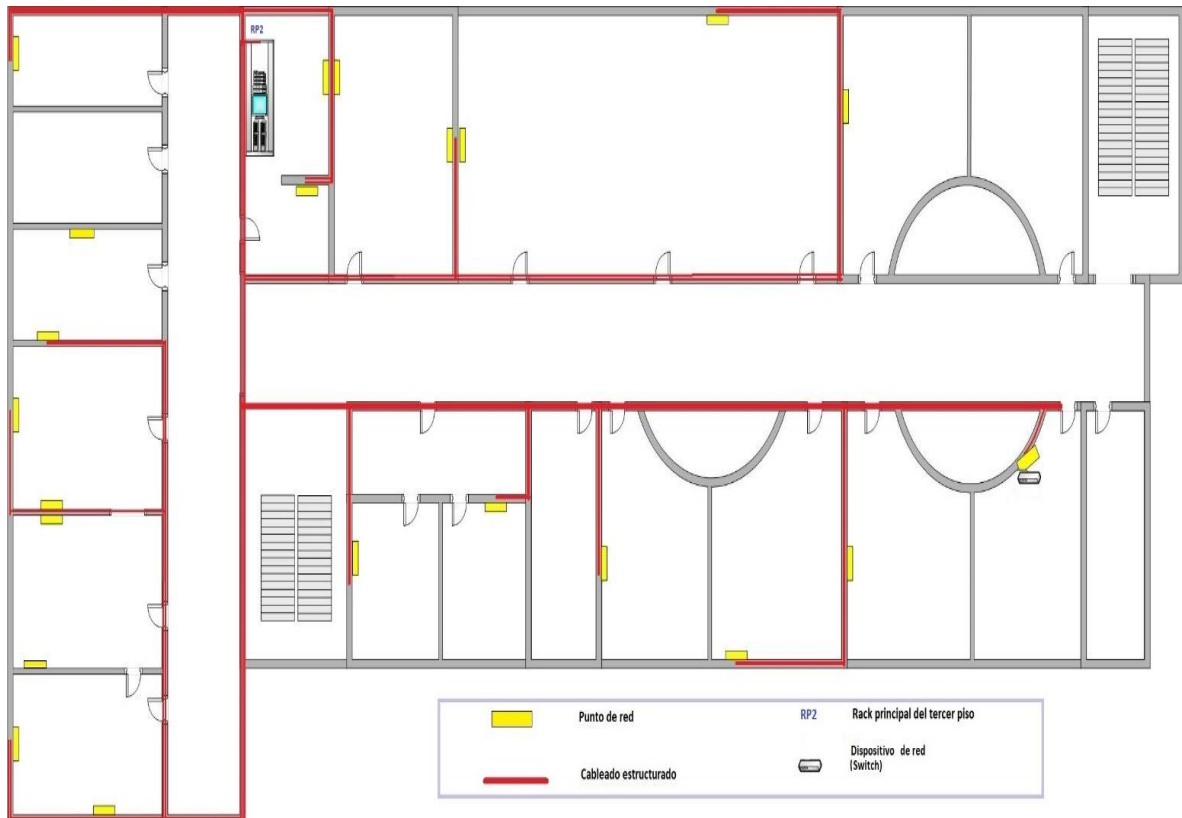 RP2
Punto de red
RP2
Rack principal del tercer piso
Cableado estructurado
Dispositivo de red
(Switch)